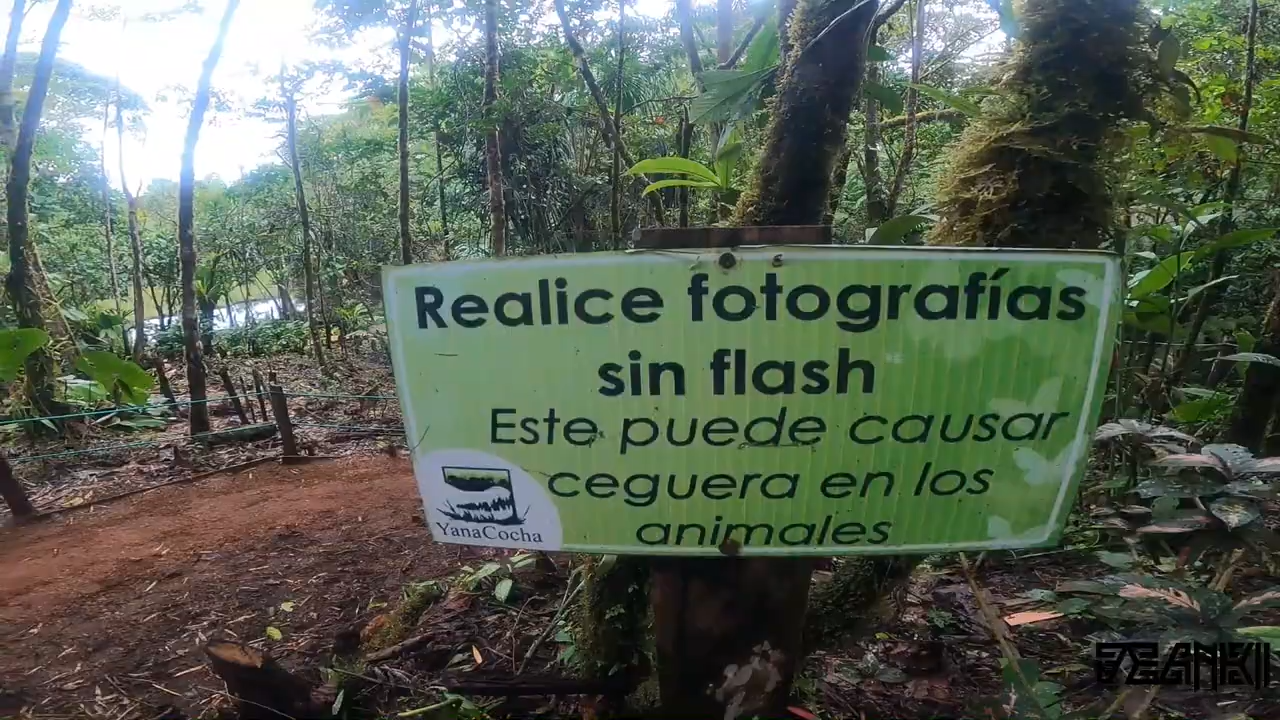 Realice fotografías
sin flash
Este puede causar
ceguera en los
animales
YanaCocha